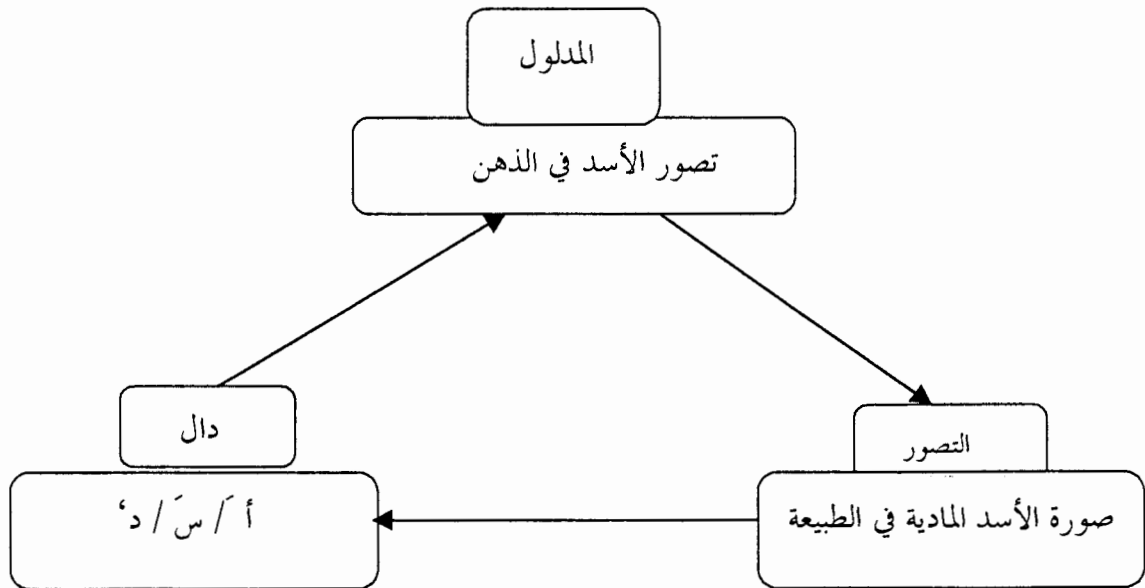 المدلول
تصور الأسد في الذهن
دال
التصور
أ َ/ سَ / د ُ
صورة الأسد المادية في الطبيعة